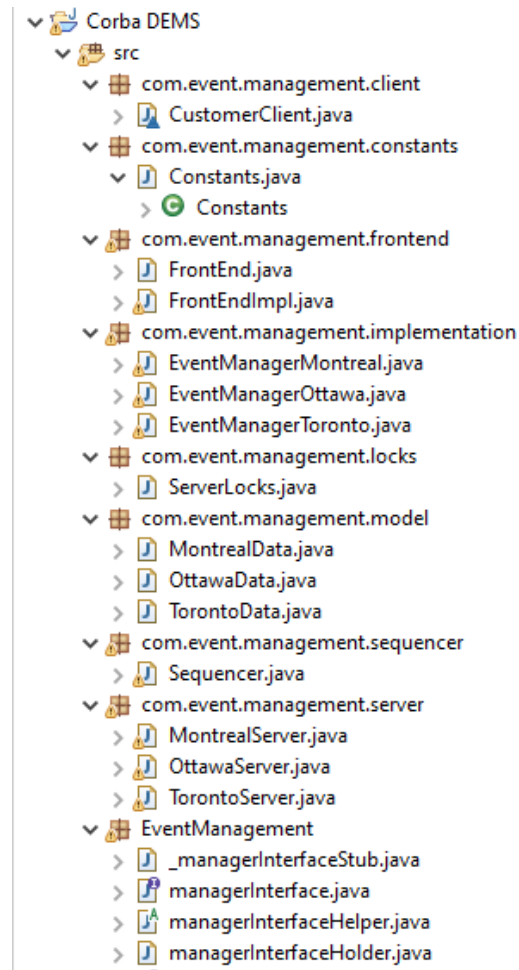 Corba DEMS
src
com.event.management.client
CustomerClient.java
com.event.management.constants
Constants.java
Constants
com.event.management.frontend
FrontEnd.java
FrontEndImpl.java
com.event.management.implementation
EventManagerMontreal.java
EventManagerOttawa.java
EventManagerToronto.java
com.event.management.locks
ServerLocks.java
com.event.management.model
MontrealData.java
OttawaData.java
TorontoData.java
com.event.management.sequencer
Sequencer.java
com.event.management.server
MontrealServer.java
OttawaServer.java
TorontoServer.java
EventManagement
_managerInterfaceStub.java
managerInterface.java
managerInterfaceHelper.java
managerInterfaceHolder.java